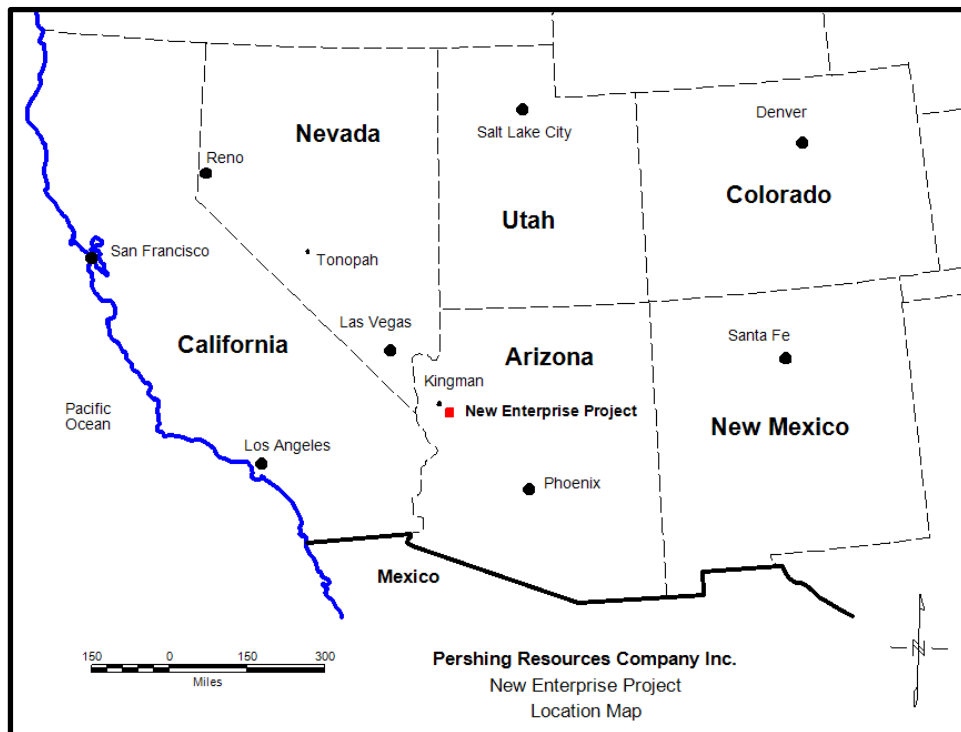 Denver
Salt Lake City
Nevada
Reno
Colorado
Utah
San Francisco
Tonopah
Las Vegas
Santa Fe
California
Arizona
Kingman
New Enterprise Project
Pacific
Ocean
New Mexico
Los Angeles
Phoenix
Mexico
N
150 0 150 300
Miles
Pershing Resources Company Inc.
New Enterprise Project
Location Map